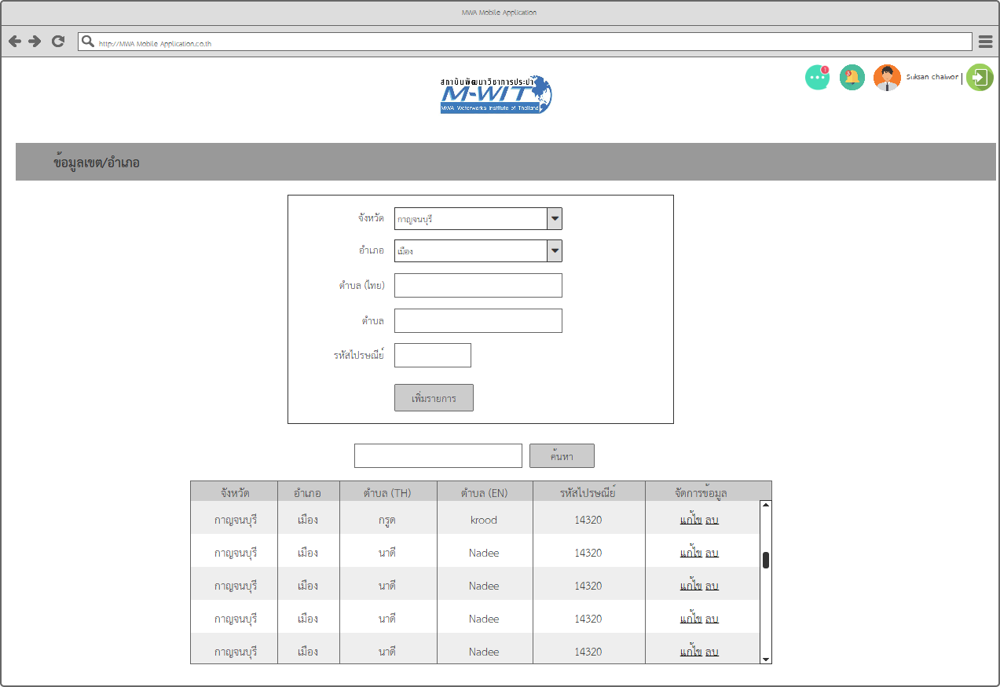 MWA Mobile Application
http://MWA Mobile Application.co.th
1
3
Suksan chaiwor |
สถาบันพัฒนาวิชาการประปา
M-WIT
MWA Waterworks Institute of Thailand
ข้อมูลเขต/อำเภอ
จังหวัด กาญจนบุรี
อำเภอ เมือง
ตำบล (ไทย)
ตำบล
รหัสไปรษณีย์
เพิ่มรายการ
ค้นหา
จังหวัด อำเภอ ตำบล (TH) ตำบล (EN) รหัสไปรษณีย์ จัดการข้อมูล
กาญจนบุรี เมือง กรูด krood 14320 แก้ไข ลบ
กาญจนบุรี เมือง นาดี Nadee 14320 แก้ไข ลบ
กาญจนบุรี เมือง นาดี Nadee 14320 แก้ไข ลบ
กาญจนบุรี เมือง นาดี Nadee 14320 แก้ไข ลบ
กาญจนบุรี เมือง นาดี Nadee 14320 แก้ไข ลบ